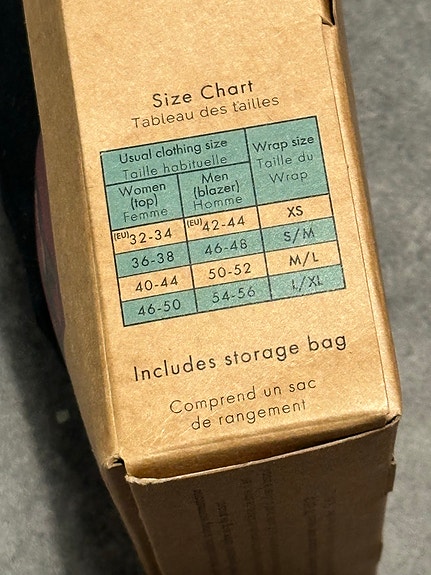 Size Chart
Tableau des tailles
Usual clothing size
Taille habituelle
Wrap size
Taille du
Wrap
Women
(top)
Femme
Men
(blazer)
Homme
(EU)32-34 (EU)42-44 XS
36-38 46-48 S/M
40-44 50-52 M/L
46-50 54-56 L/XL
Includes storage bag
Comprend un sac
de rangement